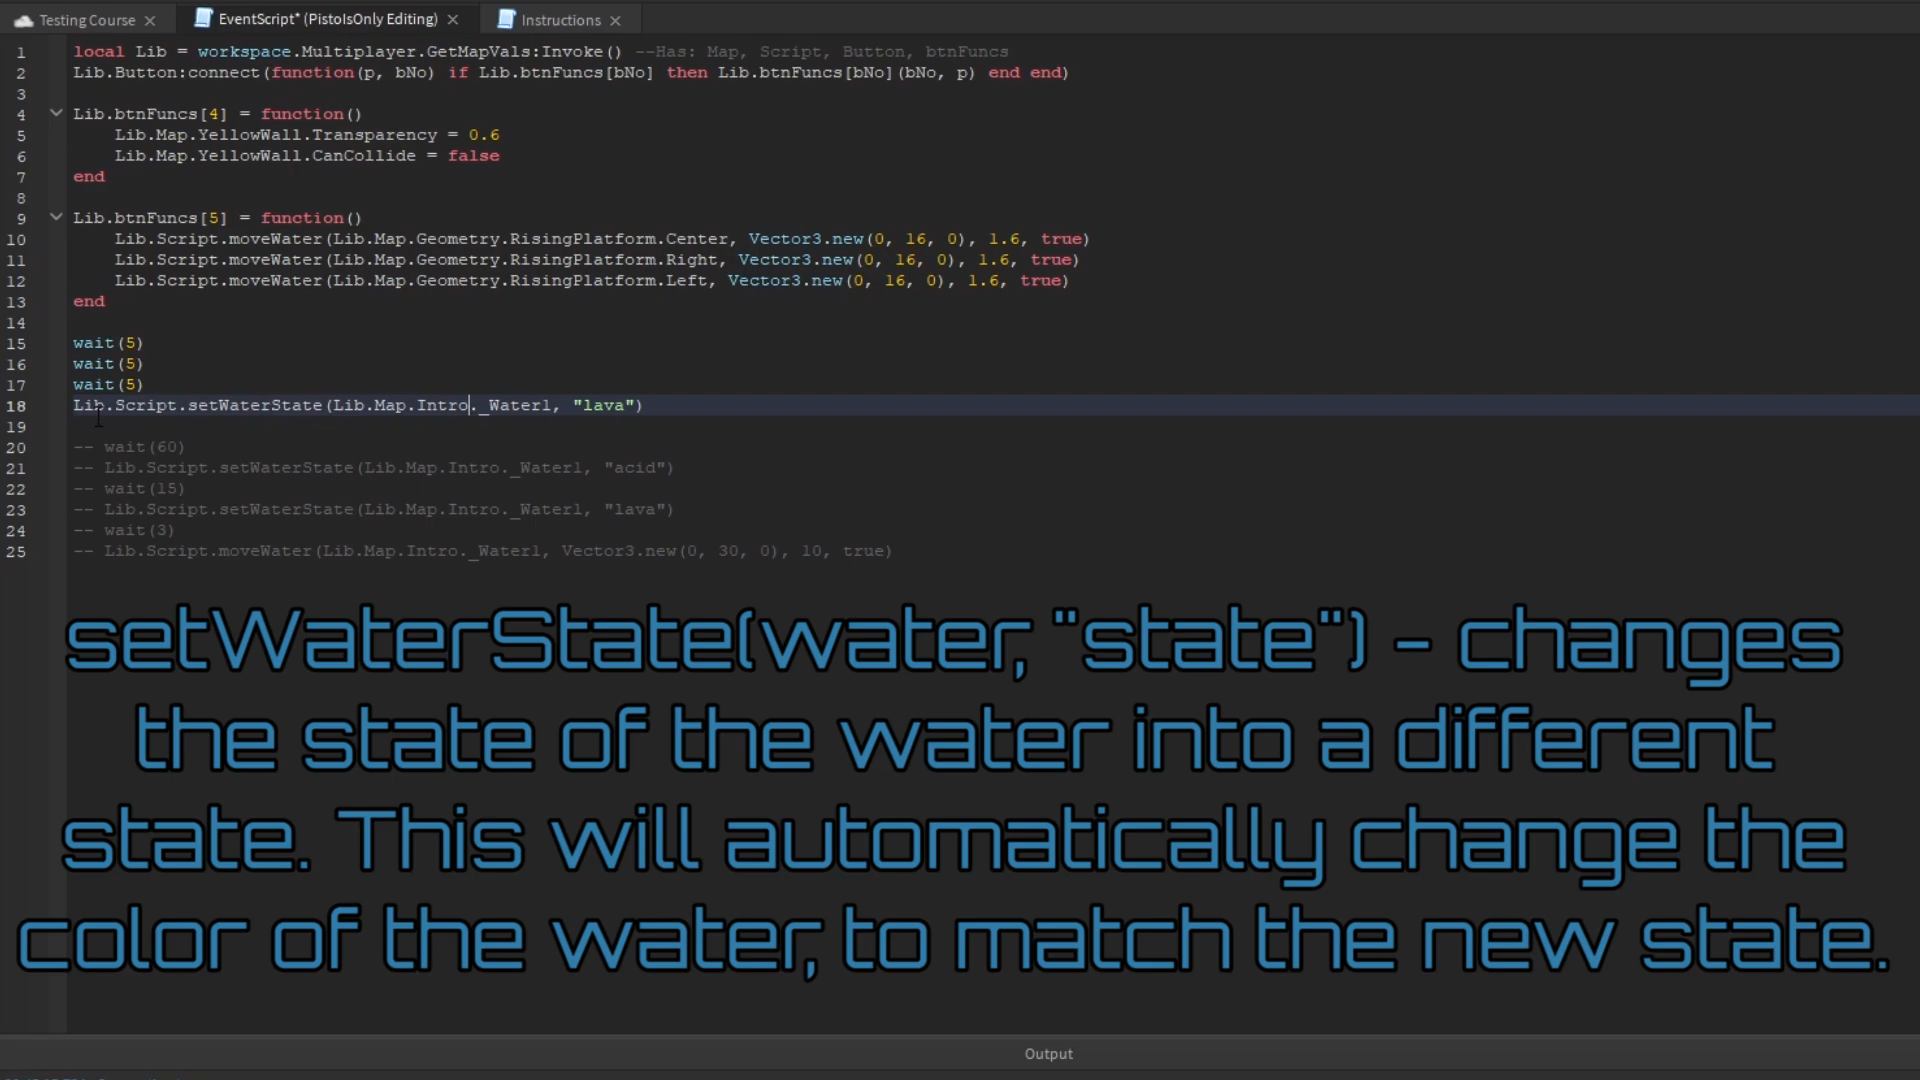 Testing Course
EventScript* (PistolsOnly Editing)
Instructions
1 local Lib = workspace.Multiplayer.GetMapVals:Invoke() --Has: Map, Script, Button, btnFuncs
2 Lib.Button:connect(function(p, bNo) if Lib.btnFuncs[bNo] then Lib.btnFuncs[bNo](bNo, p) end end)
3
4 Lib.btnFuncs[4] = function()
5 Lib.Map.YellowWall.Transparency = 0.6
6 Lib.Map.YellowWall.CanCollide = false
7 end
8
9 Lib.btnFuncs[5] = function()
10 Lib.Script.moveWater(Lib.Map.Geometry.RisingPlatform.Center, Vector3.new(0, 16, 0), 1.6, true)
11 Lib.Script.moveWater(Lib.Map.Geometry.RisingPlatform.Right, Vector3.new(0, 16, 0), 1.6, true)
12 Lib.Script.moveWater(Lib.Map.Geometry.RisingPlatform.Left, Vector3.new(0, 16, 0), 1.6, true)
13 end
14
15 wait(5)
16 wait(5)
17 wait(5)
18 Lib.Script.setWaterState(Lib.Map.Intro._Water1, "lava")
19
20 -- wait(60)
21 -- Lib.Script.setWaterState(Lib.Map.Intro._Water1, "acid")
22 -- wait(15)
23 -- Lib.Script.setWaterState(Lib.Map.Intro._Water1, "lava")
24 -- wait(3)
25 -- Lib.Script.moveWater(Lib.Map.Intro._Water1, Vector3.new(0, 30, 0), 10, true)
setWaterState(water, "state") - changes
the state of the water into a different
state. This will automatically change the
color of the water, to match the new state.
Output